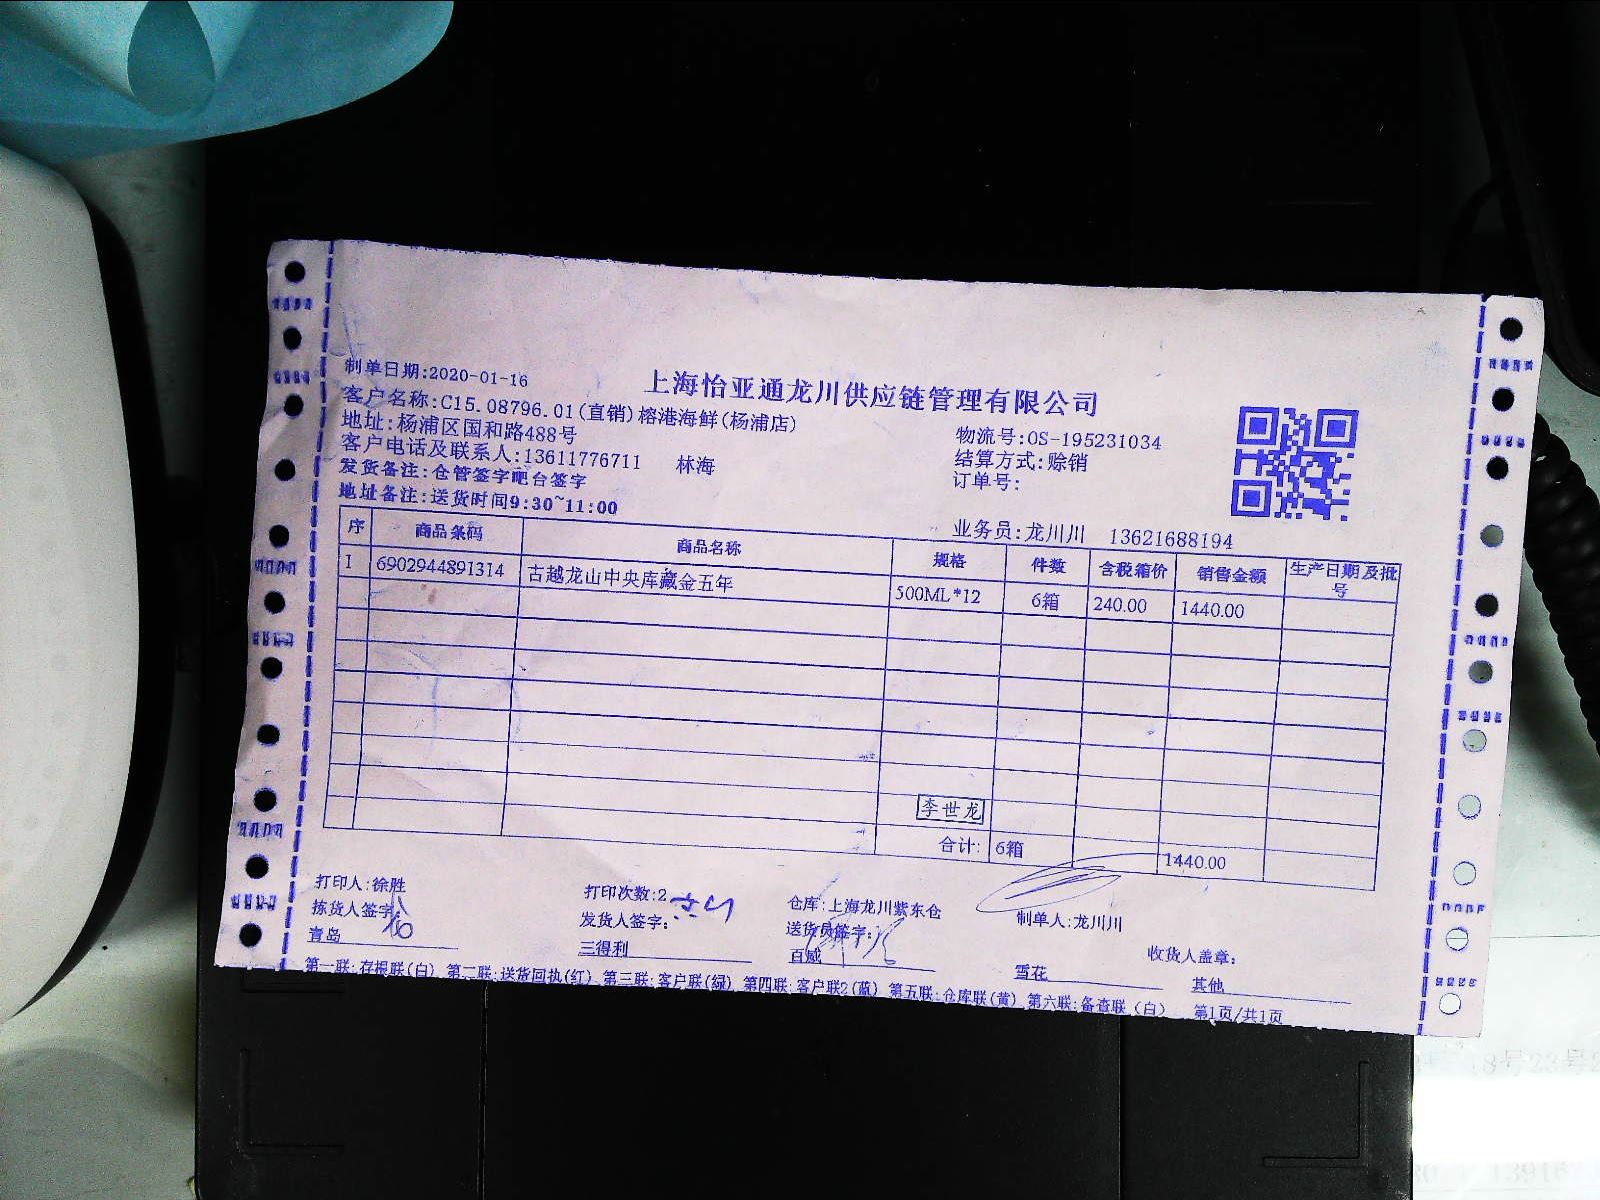 制单日期:2020-01-16
上海怡亚通龙川供应链管理有限公司
客户名称:C15.08796.01(直销)榕港海鲜(杨浦店)
地址:杨浦区国和路488号
客户电话及联系人:13611776711 林海
发货备注:仓管签字吧台签字
地址备注:送货时间9:30~11:00
物流号:OS-195231034
结算方式:赊销
订单号:
业务员:龙川川 13621688194
序 商品条码 商品名称 规格 件数 含税箱价 销售金额 生产日期及批号
1 6902944891314 古越龙山中央库藏金五年 500ML*12 6箱 240.00 1440.00
李世龙
合计: 6箱 1440.00
打印人:徐胜 打印次数:2 仓库:上海龙川紫东仓 制单人:龙川川
拣货人签字: 发货人签字: 送货员签字: 收货人盖章:
青岛 三得利 百威 雪花 其他
第一联:存根联(白) 第二联:送货回执(红) 第三联:客户联(绿) 第四联:客户联2(蓝) 第五联:仓库联(黄) 第六联:备查联(白) 第1页/共1页